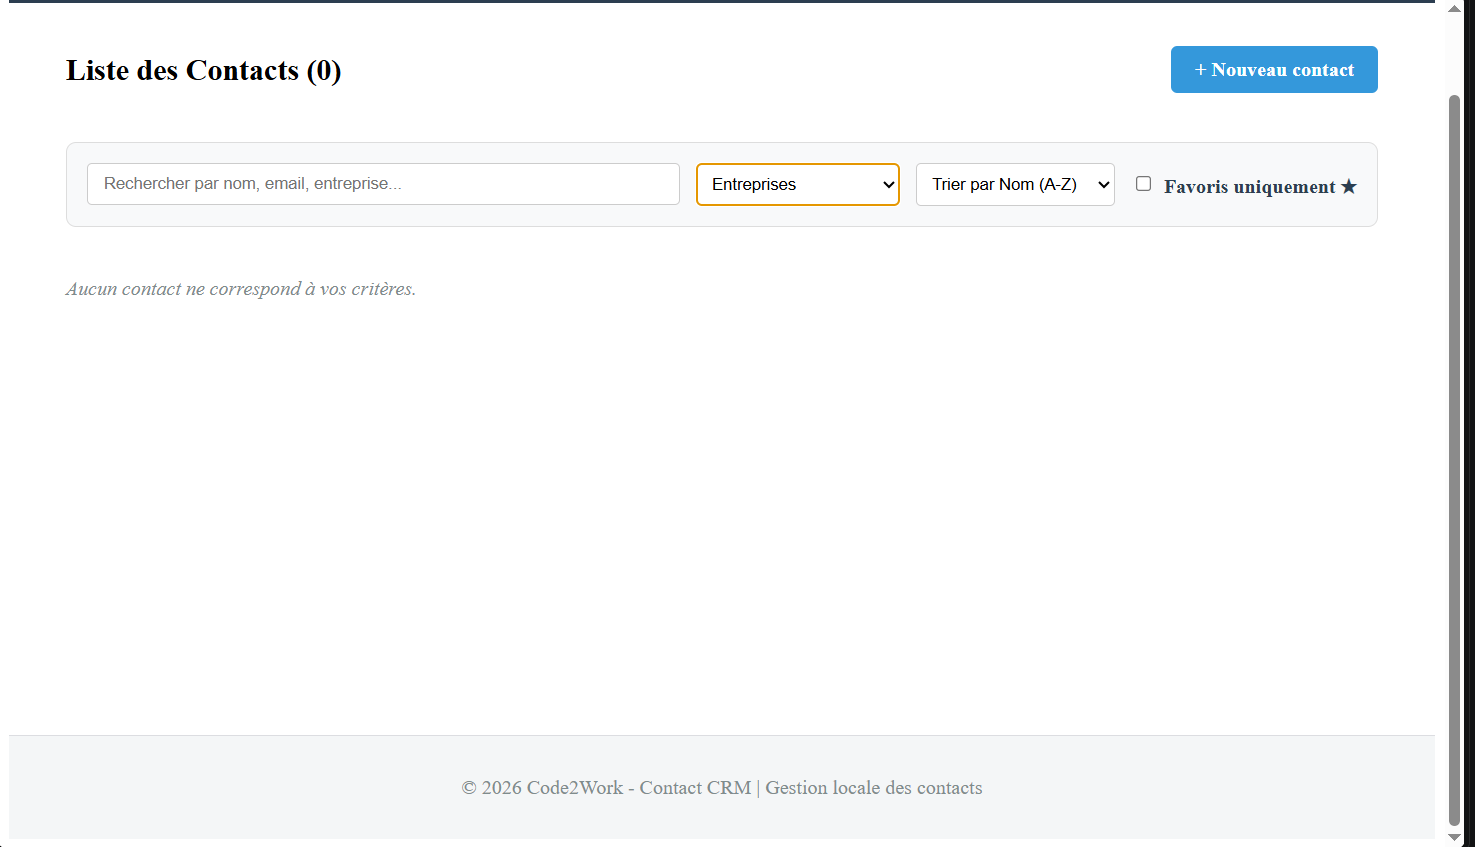 Liste des Contacts (0)
+ Nouveau contact
Rechercher par nom, email, entreprise...
Entreprises
Trier par Nom (A-Z)
Favoris uniquement ★
Aucun contact ne correspond à vos critères.
© 2026 Code2Work - Contact CRM | Gestion locale des contacts